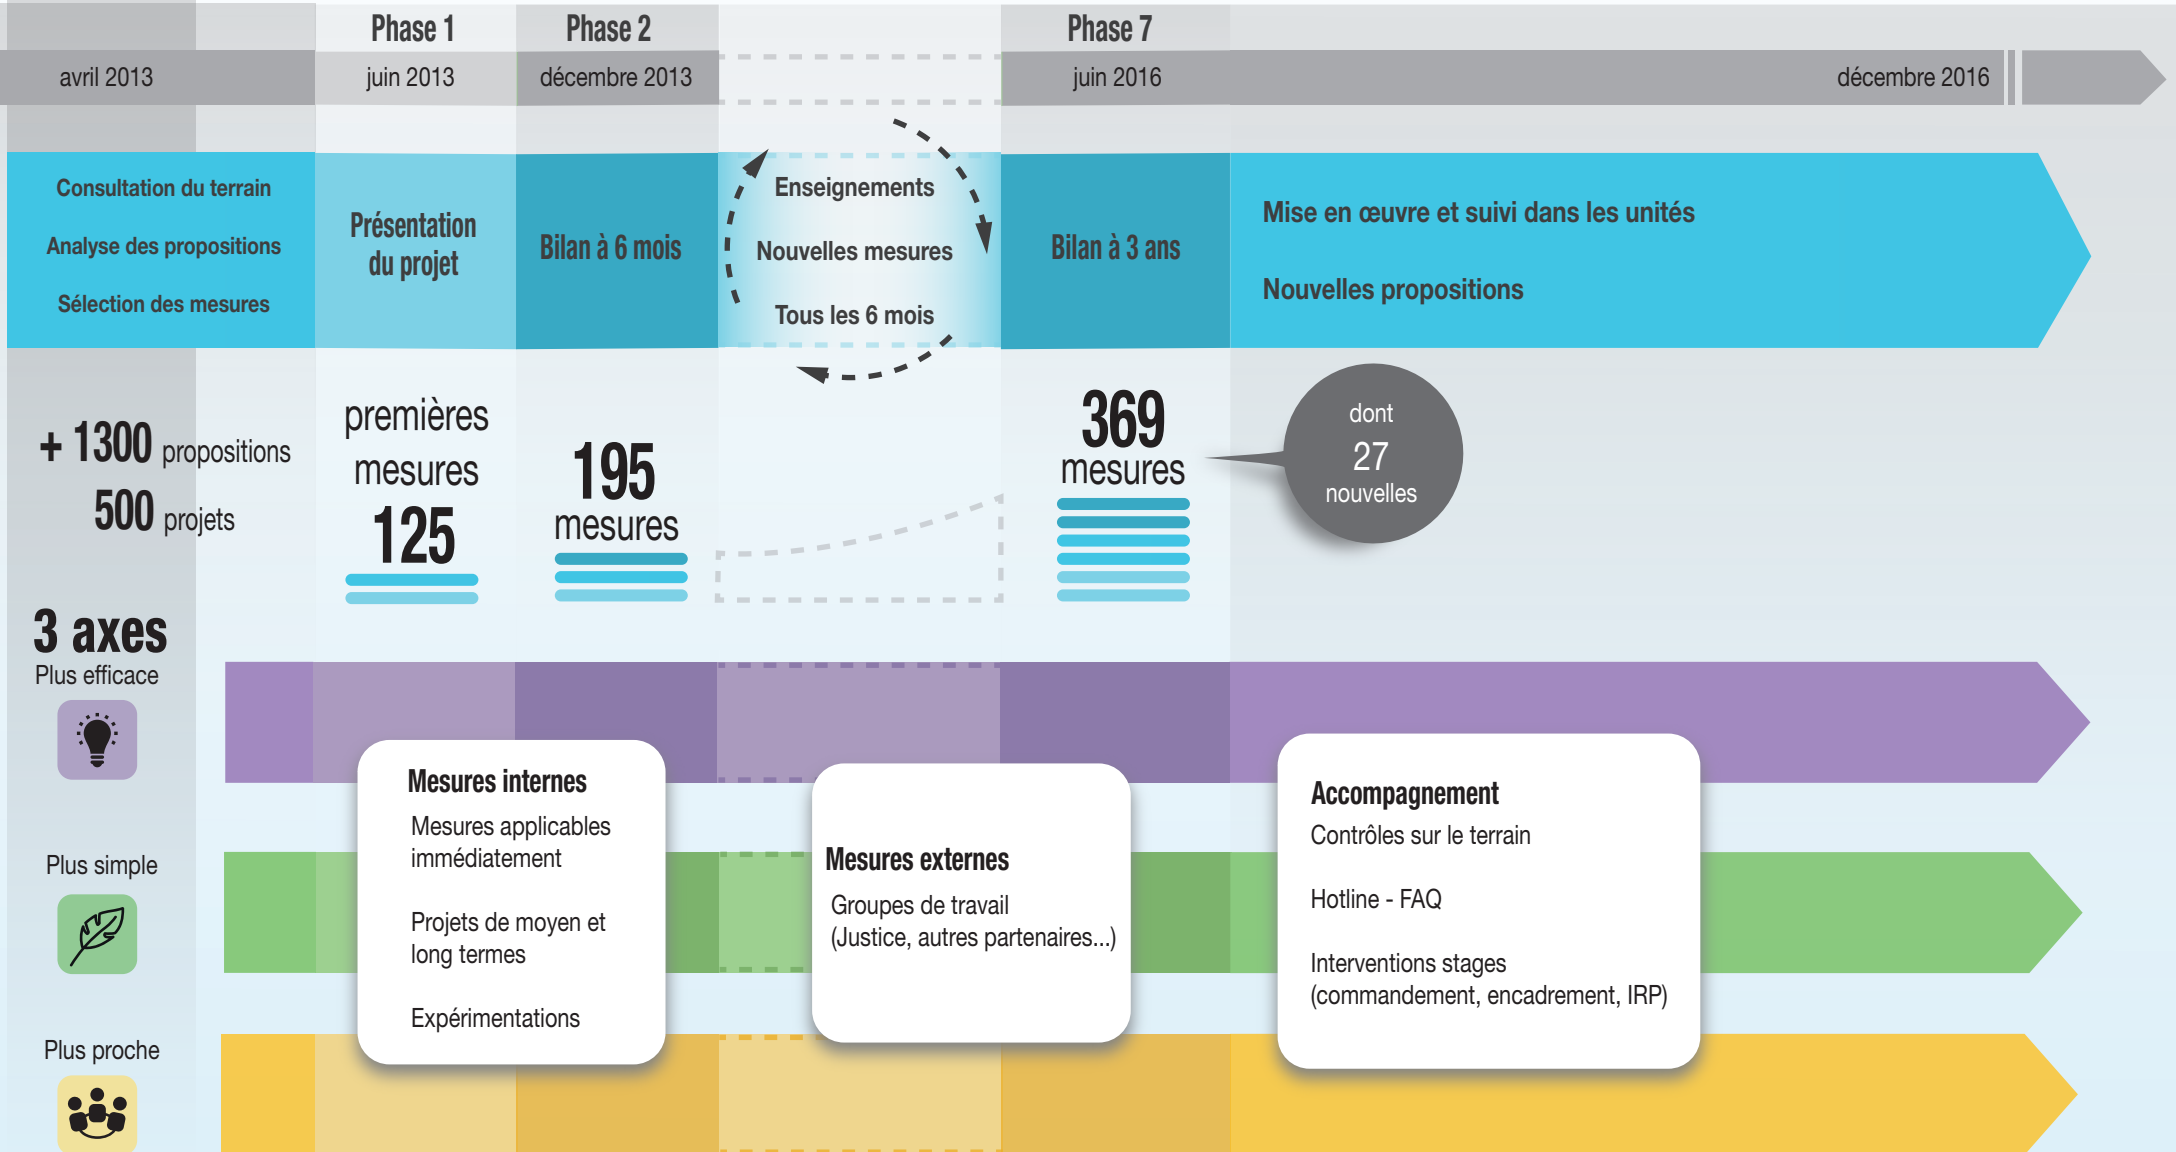 Phase 1
Phase 2
Phase 7
avril 2013
juin 2013
décembre 2013
juin 2016
décembre 2016
Consultation du terrain
Analyse des propositions
Sélection des mesures
Présentation
du projet
Bilan à 6 mois
Enseignements
Nouvelles mesures
Tous les 6 mois
Bilan à 3 ans
Mise en œuvre et suivi dans les unités
Nouvelles propositions
+ 1300 propositions
500 projets
premières
mesures
125
195
mesures
369
mesures
dont
27
nouvelles
3 axes
Plus efficace
Plus simple
Plus proche
Mesures internes
Mesures applicables
immédiatement
Projets de moyen et
long termes
Expérimentations
Mesures externes
Groupes de travail
(Justice, autres partenaires...)
Accompagnement
Contrôles sur le terrain
Hotline - FAQ
Interventions stages
(commandement, encadrement, IRP)